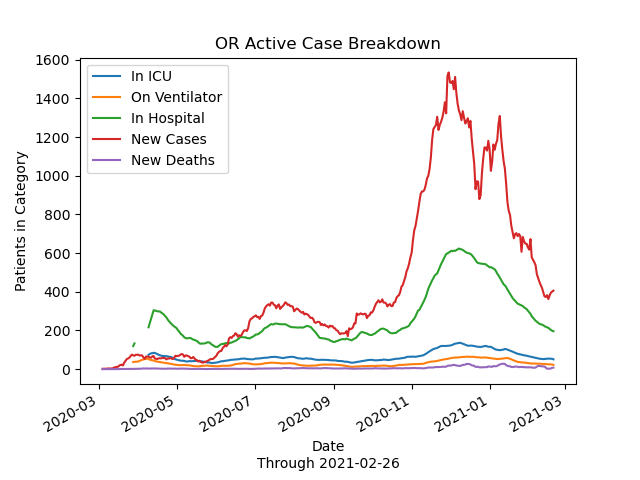 OR Active Case Breakdown
In ICU
On Ventilator
In Hospital
New Cases
New Deaths
Patients in Category
1600
1400
1200
1000
800
600
400
200
0
2020-03
2020-05
2020-07
2020-09
2020-11
2021-01
2021-03
Date
Through 2021-02-26